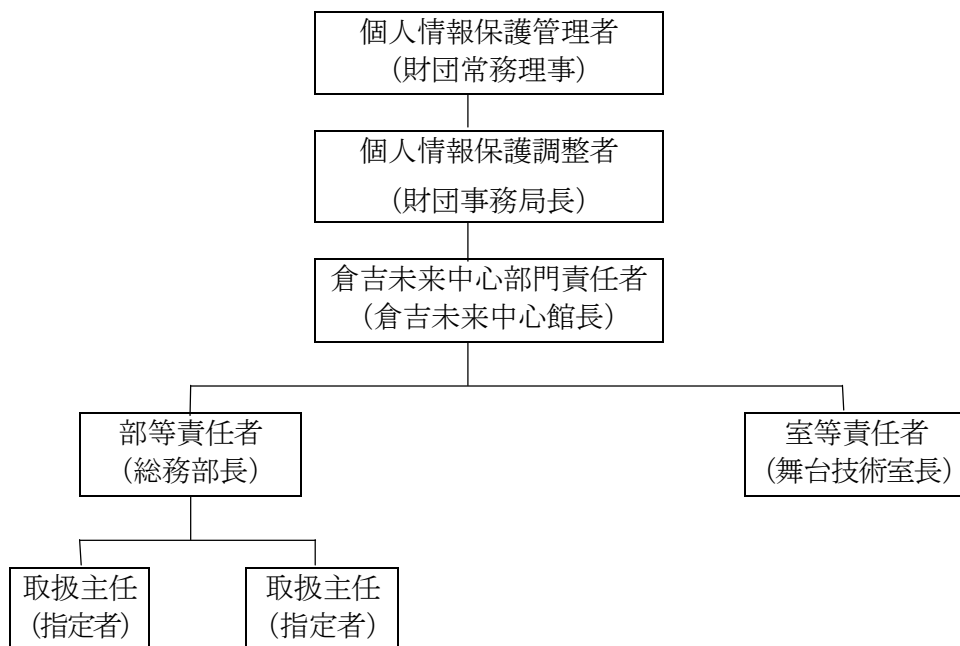 個人情報保護管理者
（財団常務理事）
個人情報保護調整者
（財団事務局長）
倉吉未来中心部門責任者
（倉吉未来中心館長）
部等責任者
（総務部長）
室等責任者
（舞台技術室長）
取扱主任
（指定者）
取扱主任
（指定者）